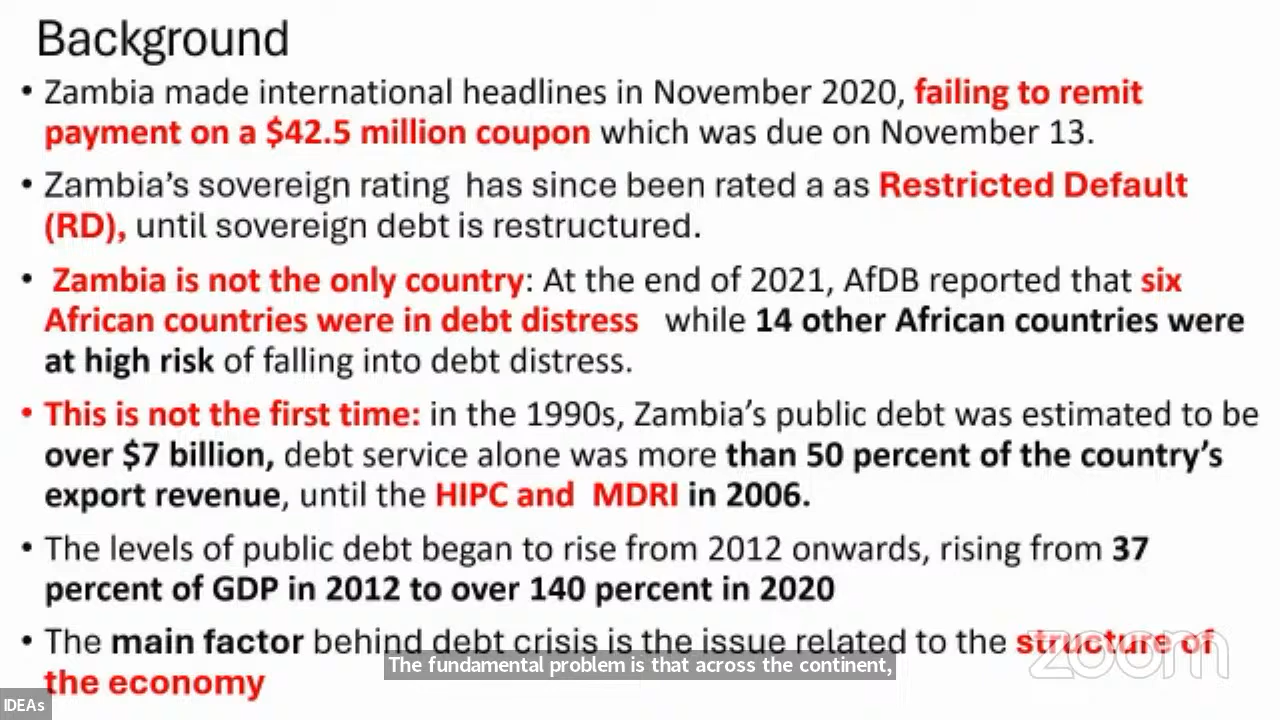 Background
• Zambia made international headlines in November 2020, failing to remit
payment on a $42.5 million coupon which was due on November 13.
• Zambia's sovereign rating has since been rated a as Restricted Default
(RD), until sovereign debt is restructured.
• Zambia is not the only country: At the end of 2021, AfDB reported that six
African countries were in debt distress while 14 other African countries were
at high risk of falling into debt distress.
• This is not the first time: in the 1990s, Zambia's public debt was estimated to be
over $7 billion, debt service alone was more than 50 percent of the country's
export revenue, until the HIPC and MDRI in 2006.
• The levels of public debt began to rise from 2012 onwards, rising from 37
percent of GDP in 2012 to over 140 percent in 2020
• The main factor behind debt crisis is the issue related to the structure of
the economy
The fundamental problem is that across the continent,
zoom
IDEAs